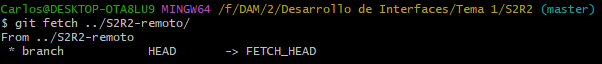 Carlos@DESKTOP-OTA8LU9 MINGW64 /f/DAM/2/Desarrollo de Interfaces/Tema 1/S2R2 (master)
$ git fetch ../S2R2-remoto/
From ../S2R2-remoto
 * branch            HEAD       -> FETCH_HEAD